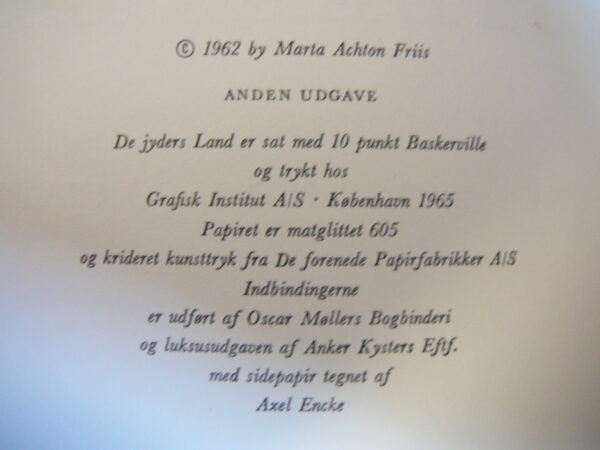 © 1962 by Marta Achton Friis
ANDEN UDGAVE
De jyders Land er sat med 10 punkt Baskerville
og trykt hos
Grafisk Institut A/S · København 1965
Papiret er matglittet 605
og krideret kunsttryk fra De forenede Papirfabrikker A/S
Indbindingerne
er udført af Oscar Møllers Bogbinderi
og luksusudgaven af Anker Kysters Eftf.
med sidepapir tegnet af
Axel Encke